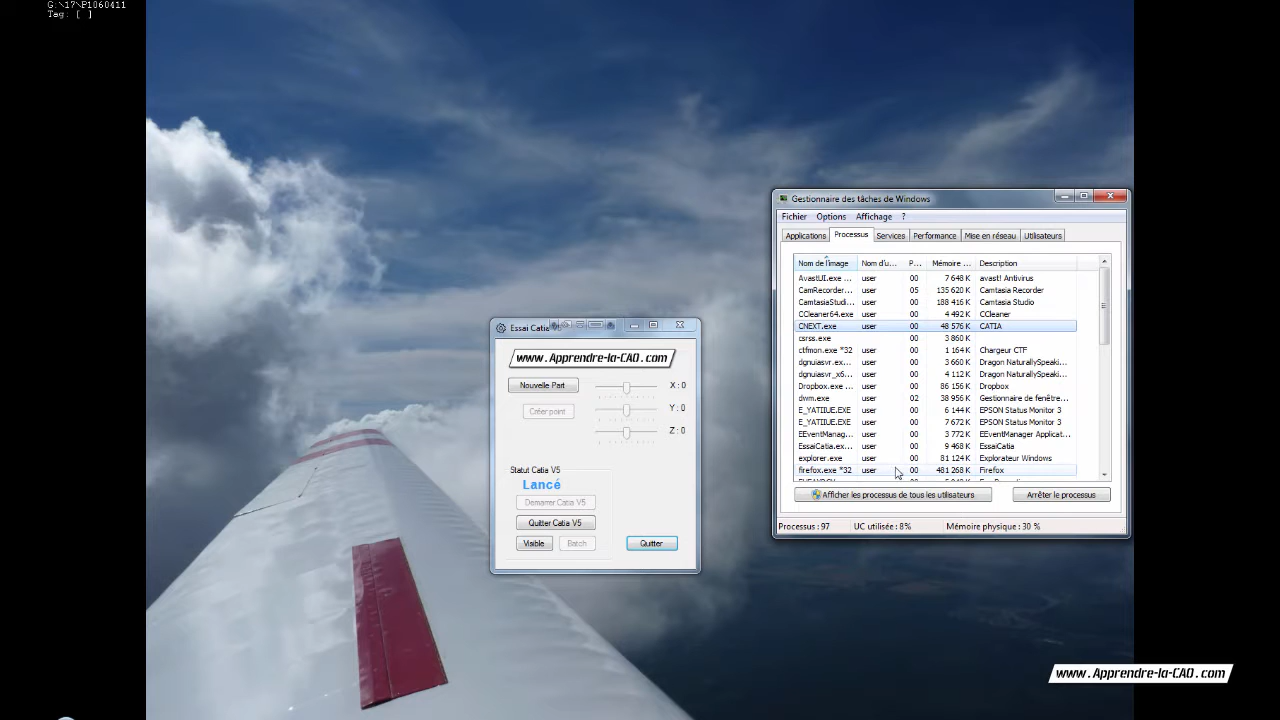 G:\17\P1060411
Tag: [ ]
Gestionnaire des tâches de Windows
Fichier Options Affichage ?
Applications Processus Services Performance Mise en réseau Utilisateurs
Nom de l'image Nom d'u... P... Mémoire ... Description
AvastUI.exe ... user 00 7 648 K avast! Antivirus
CamRecorder... user 05 135 620 K Camtasia Recorder
CamtasiaStudi... user 00 188 416 K Camtasia Studio
CCleaner64.exe user 00 4 492 K CCleaner
CNEXT.exe user 00 48 576 K CATIA
csrss.exe 00 3 860 K
ctfmon.exe *32 user 00 1 164 K Chargeur CTF
dgnuiasvr.ex... user 00 3 660 K Dragon NaturallySpeaki...
dgnuiasvr_x6... user 00 4 112 K Dragon NaturallySpeaki...
Dropbox.exe ... user 00 86 156 K Dropbox
dwm.exe user 02 38 956 K Gestionnaire de fenêtre...
E_YATIIUE.EXE user 00 6 144 K EPSON Status Monitor 3
E_YATIIUE.EXE user 00 7 672 K EPSON Status Monitor 3
EEventManag... user 00 3 772 K EEventManager Applicat...
EssaiCatia.ex... user 00 9 468 K EssaiCatia
explorer.exe user 00 81 124 K Explorateur Windows
firefox.exe *32 user 00 481 268 K Firefox
Afficher les processus de tous les utilisateurs Arrêter le processus
Processus : 97 UC utilisée : 8% Mémoire physique : 30 %
Essai Catia
www.Apprendre-la-CAO.com
Nouvelle Part X : 0
Créer point Y : 0
Z : 0
Statut Catia V5
Lancé
Demarrer Catia V5
Quitter Catia V5
Visible Batch Quitter
www.Apprendre-la-CAO.com